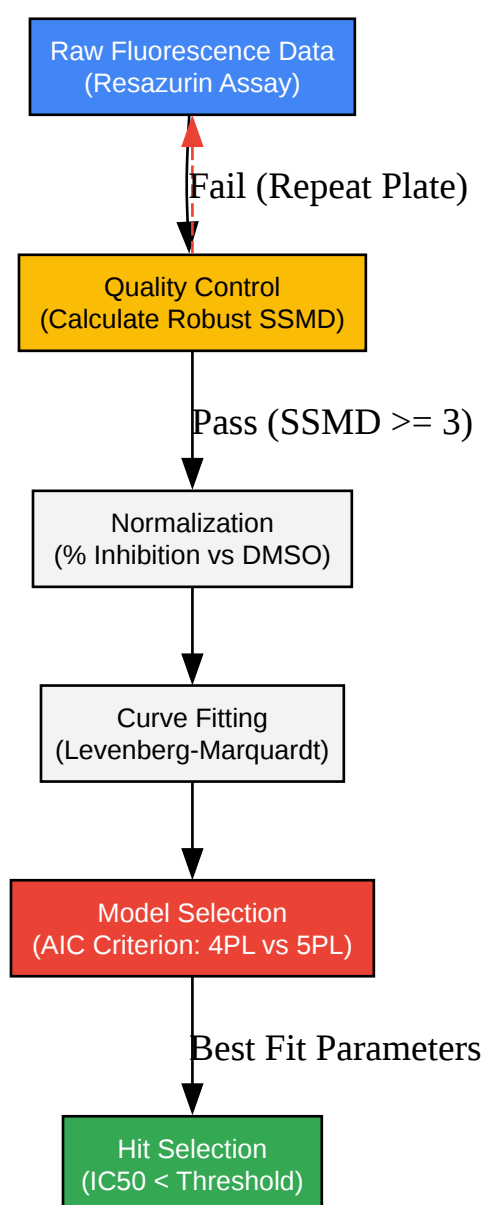 Raw Fluorescence Data
(Resazurin Assay)
Fail (Repeat Plate)
Quality Control
(Calculate Robust SSMD)
Pass (SSMD >= 3)
Normalization
(% Inhibition vs DMSO)
Curve Fitting
(Levenberg-Marquardt)
Model Selection
(AIC Criterion: 4PL vs 5PL)
Best Fit Parameters
Hit Selection
(IC50 < Threshold)